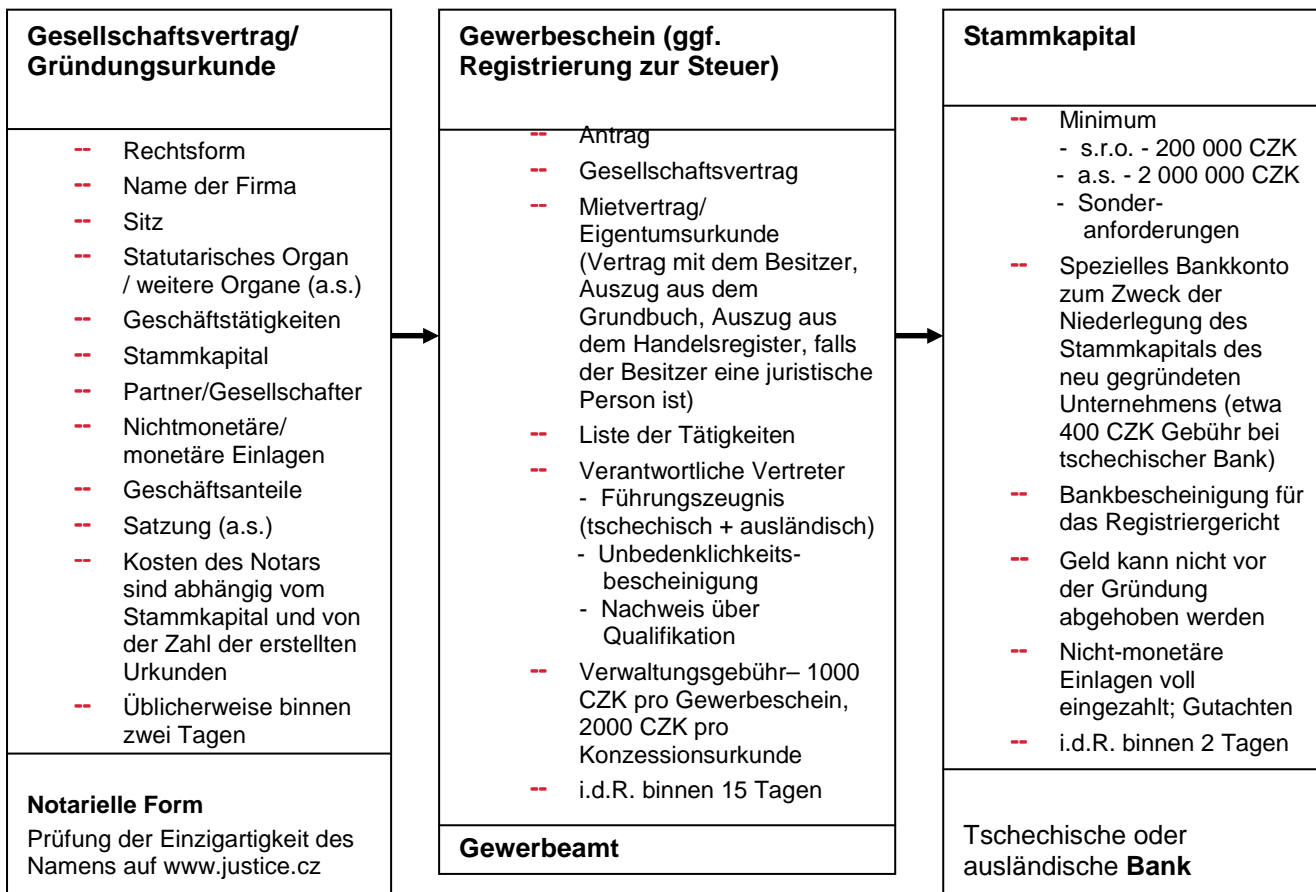 Gesellschaftsvertrag/
Gründungsurkunde
-- Rechtsform
-- Name der Firma
-- Sitz
-- Statutarisches Organ
/ weitere Organe (a.s.)
-- Geschäftstätigkeiten
-- Stammkapital
-- Partner/Gesellschafter
-- Nichtmonetäre/
monetäre Einlagen
-- Geschäftsanteile
-- Satzung (a.s.)
-- Kosten des Notars
sind abhängig vom
Stammkapital und von
der Zahl der erstellten
Urkunden
-- Üblicherweise binnen
zwei Tagen
Notarielle Form
Prüfung der Einzigartigkeit des
Namens auf www.justice.cz
Gewerbeschein (ggf.
Registrierung zur Steuer)
-- Antrag
-- Gesellschaftsvertrag
-- Mietvertrag/
Eigentumsurkunde
(Vertrag mit dem Besitzer,
Auszug aus dem
Grundbuch, Auszug aus
dem Handelsregister, falls
der Besitzer eine juristische
Person ist)
-- Liste der Tätigkeiten
-- Verantwortliche Vertreter
- Führungszeugnis
(tschechisch + ausländisch)
- Unbedenklichkeits-
bescheinigung
- Nachweis über
Qualifikation
-- Verwaltungsgebühr– 1000
CZK pro Gewerbeschein,
2000 CZK pro
Konzessionsurkunde
-- i.d.R. binnen 15 Tagen
Gewerbeamt
Stammkapital
-- Minimum
- s.r.o. - 200 000 CZK
- a.s. - 2 000 000 CZK
- Sonder-
anforderungen
-- Spezielles Bankkonto
zum Zweck der
Niederlegung des
Stammkapitals des
neu gegründeten
Unternehmens (etwa
400 CZK Gebühr bei
tschechischer Bank)
-- Bankbescheinigung für
das Registriergericht
-- Geld kann nicht vor
der Gründung
abgehoben werden
-- Nicht-monetäre
Einlagen voll
eingezahlt; Gutachten
-- i.d.R. binnen 2 Tagen
Tschechische oder
ausländische Bank